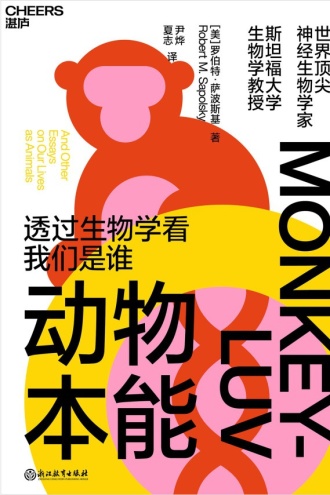 CHEERS
湛庐
世界顶尖
神经生物学家
斯坦福大学
生物学教授
[美]罗伯特·萨波斯基 著
Robert M. Sapolsky
尹烨
夏志 译
And Other
Essays
on Our Lives
as Animals
MONKEY-
LUV
透过生物学看
我们是谁
动物
本能
浙江教育出版社